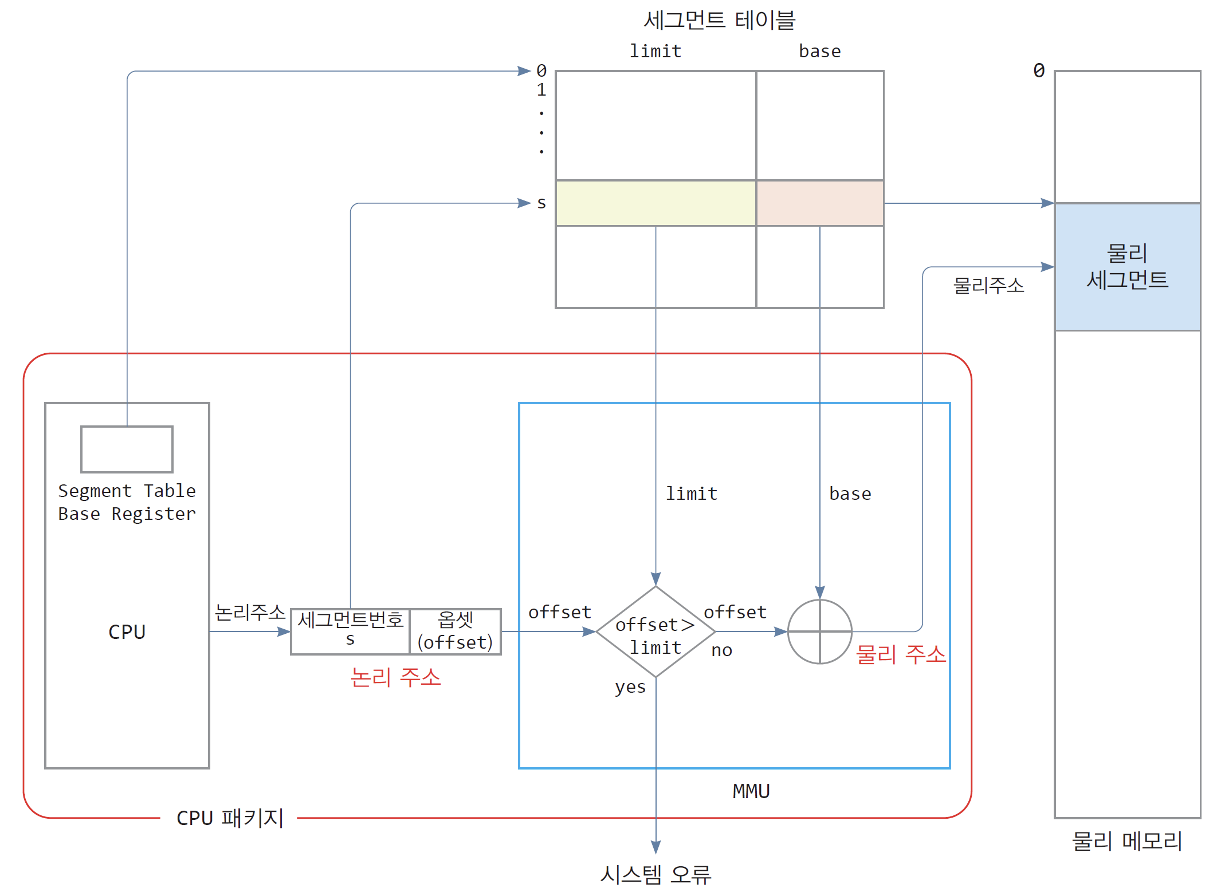 세그먼트 테이블
limit
base
0
1
.
.
.
s
0
물리
세그먼트
물리주소
Segment Table
Base Register
limit
base
논리주소
CPU
세그먼트번호
s
옵셋
(offset)
논리 주소
offset
offset>
limit
offset
no
yes
물리 주소
MMU
CPU 패키지
물리 메모리
시스템 오류